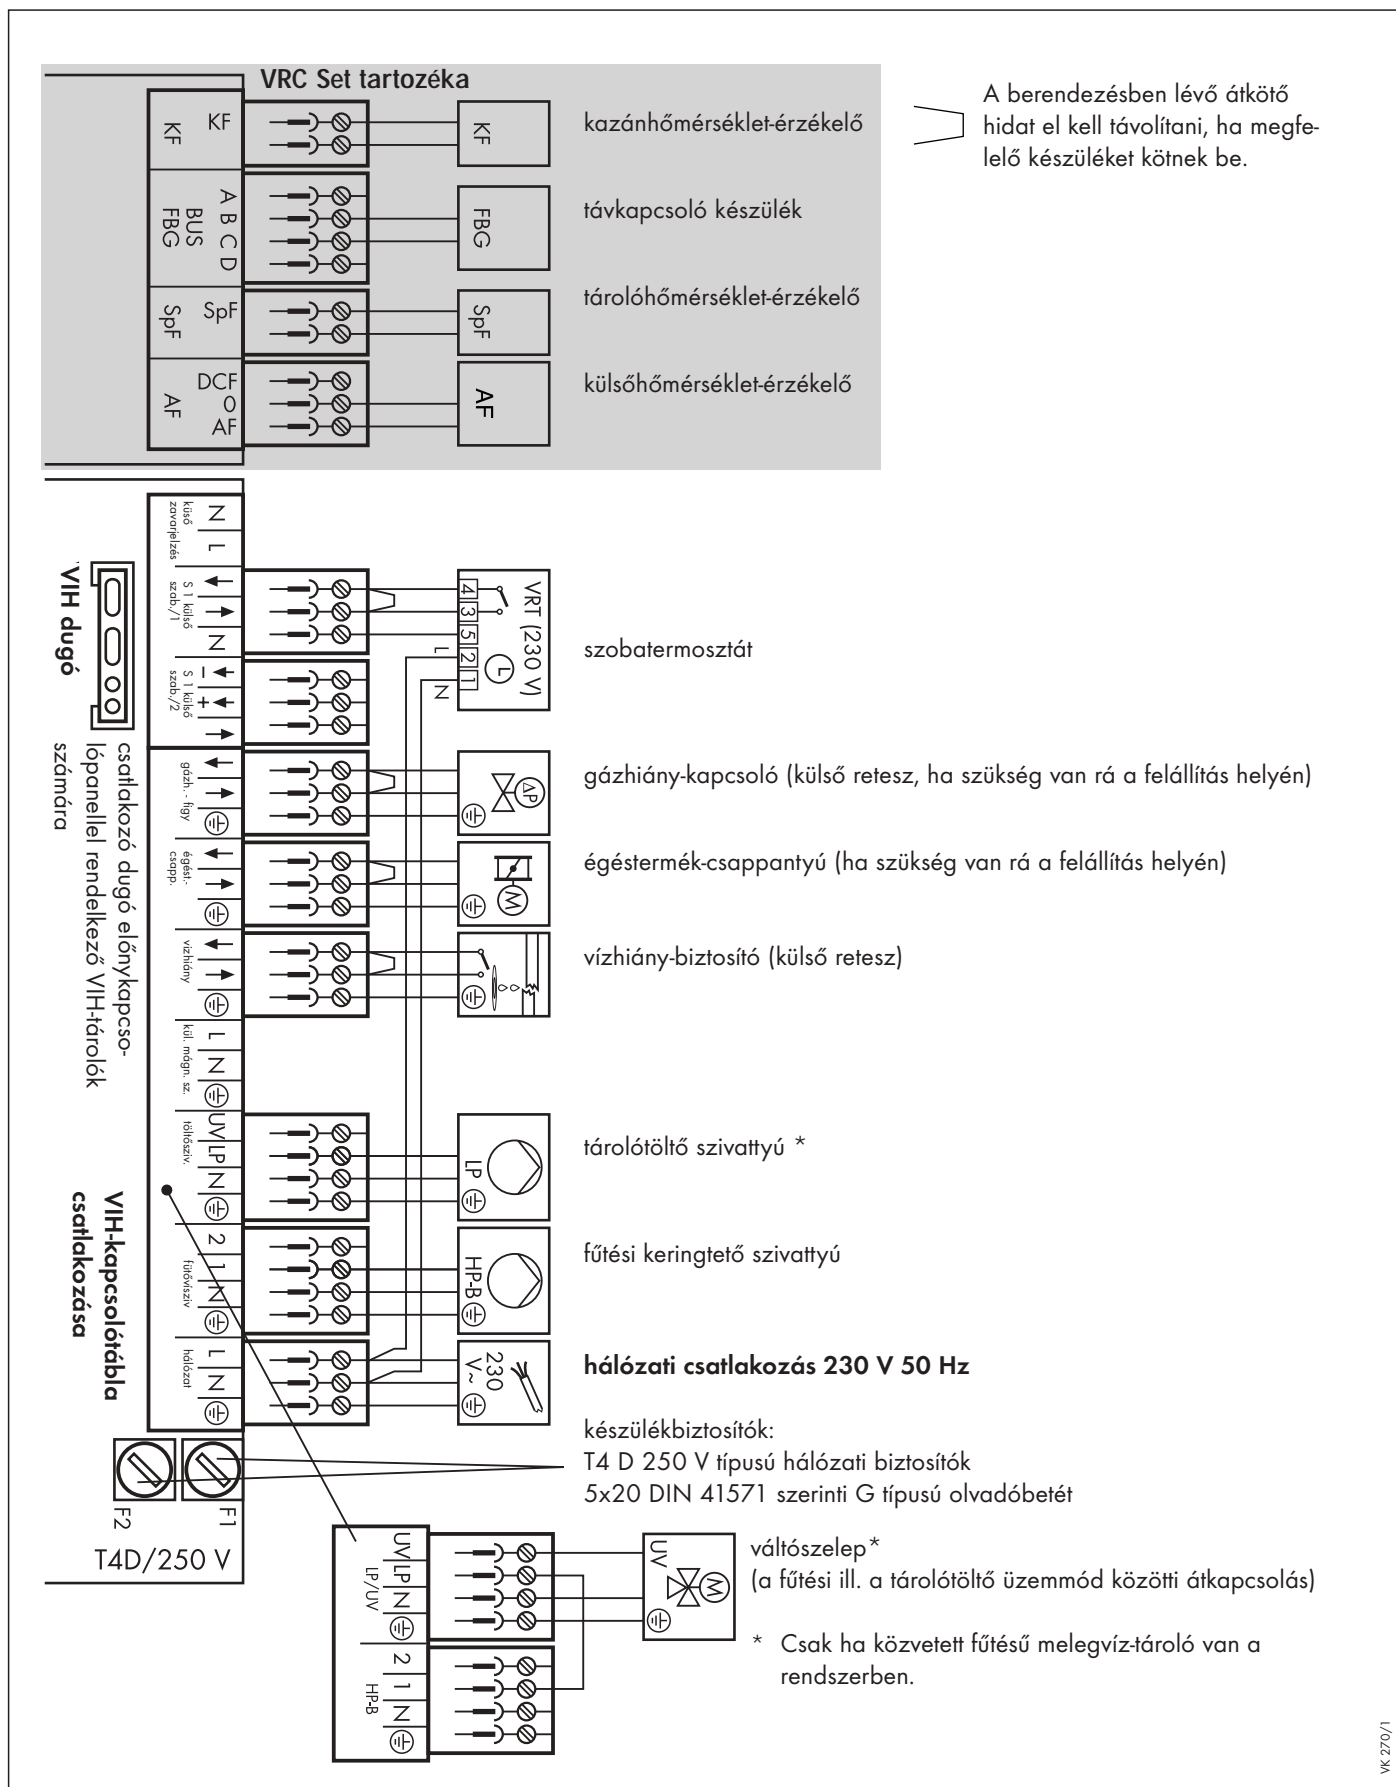 VRC Set tartozéka
KF
KF
KF
kazánhőmérséklet-érzékelő
A berendezésben lévő átkötő
hidat el kell távolítani, ha megfe-
lelő készüléket kötnek be.
FBG
BUS
A B C D
FBG
távkapcsoló készülék
SpF
SpF
SpF
tárolóhőmérséklet-érzékelő
AF
DCF
0
AF
AF
külsőhőmérséklet-érzékelő
küső
zavarjelzés
N
L
S 1 külső
szab./1
N
4
3
5
2
1
L
N
VRT (230 V)
szobatermosztát
S 1 külső
szab./2
−
+
VIH dugó
csatlakozó dugó előnykapcso-
lópanellel rendelkező VIH-tárolók
számára
gázh. - figy
ΔP
gázhiány-kapcsoló (külső retesz, ha szükség van rá a felállítás helyén)
égést.-
csapp.
M
égéstermék-csappantyú (ha szükség van rá a felállítás helyén)
vízhiány
vízhiány-biztosító (külső retesz)
kül. mágn. sz.
L
N
töltősziv.
UV
LP
N
LP
tárolótöltő szivattyú *
VIH-kapcsolótábla
csatlakozása
fűtővísziv
2
1
N
HP-B
fűtési keringtető szivattyú
hálózat
L
N
230
V~
hálózati csatlakozás 230 V 50 Hz
készülékbiztosítók:
T4 D 250 V típusú hálózati biztosítók
5x20 DIN 41571 szerinti G típusú olvadóbetét
F2
F1
T4D/250 V
UV
LP
N
LP/UV
UV
M
váltószelep*
(a fűtési ill. a tárolótöltő üzemmód közötti átkapcsolás)
2
1
N
HP-B
* Csak ha közvetett fűtésű melegvíz-tároló van a
rendszerben.
VK 270/1